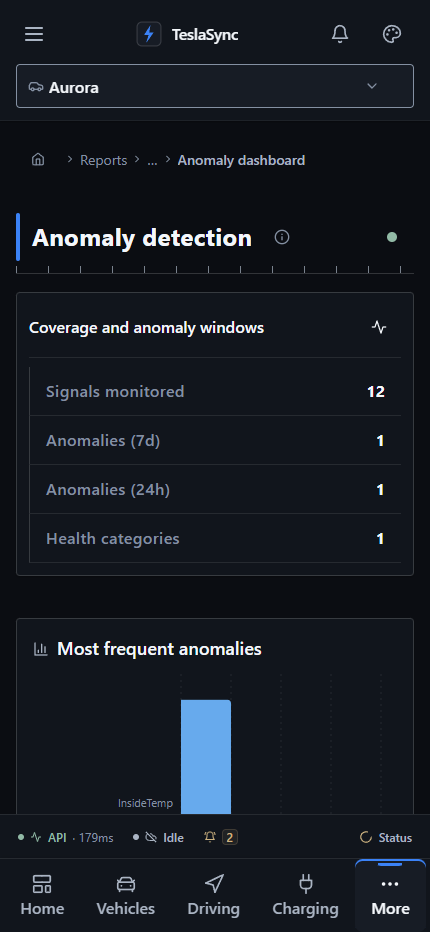 TeslaSync
Aurora
Reports > ... > Anomaly dashboard
Anomaly detection
Coverage and anomaly windows
Signals monitored 12
Anomalies (7d) 1
Anomalies (24h) 1
Health categories 1
Most frequent anomalies
InsideTemp
API · 179ms Idle 2 Status
Home Vehicles Driving Charging More